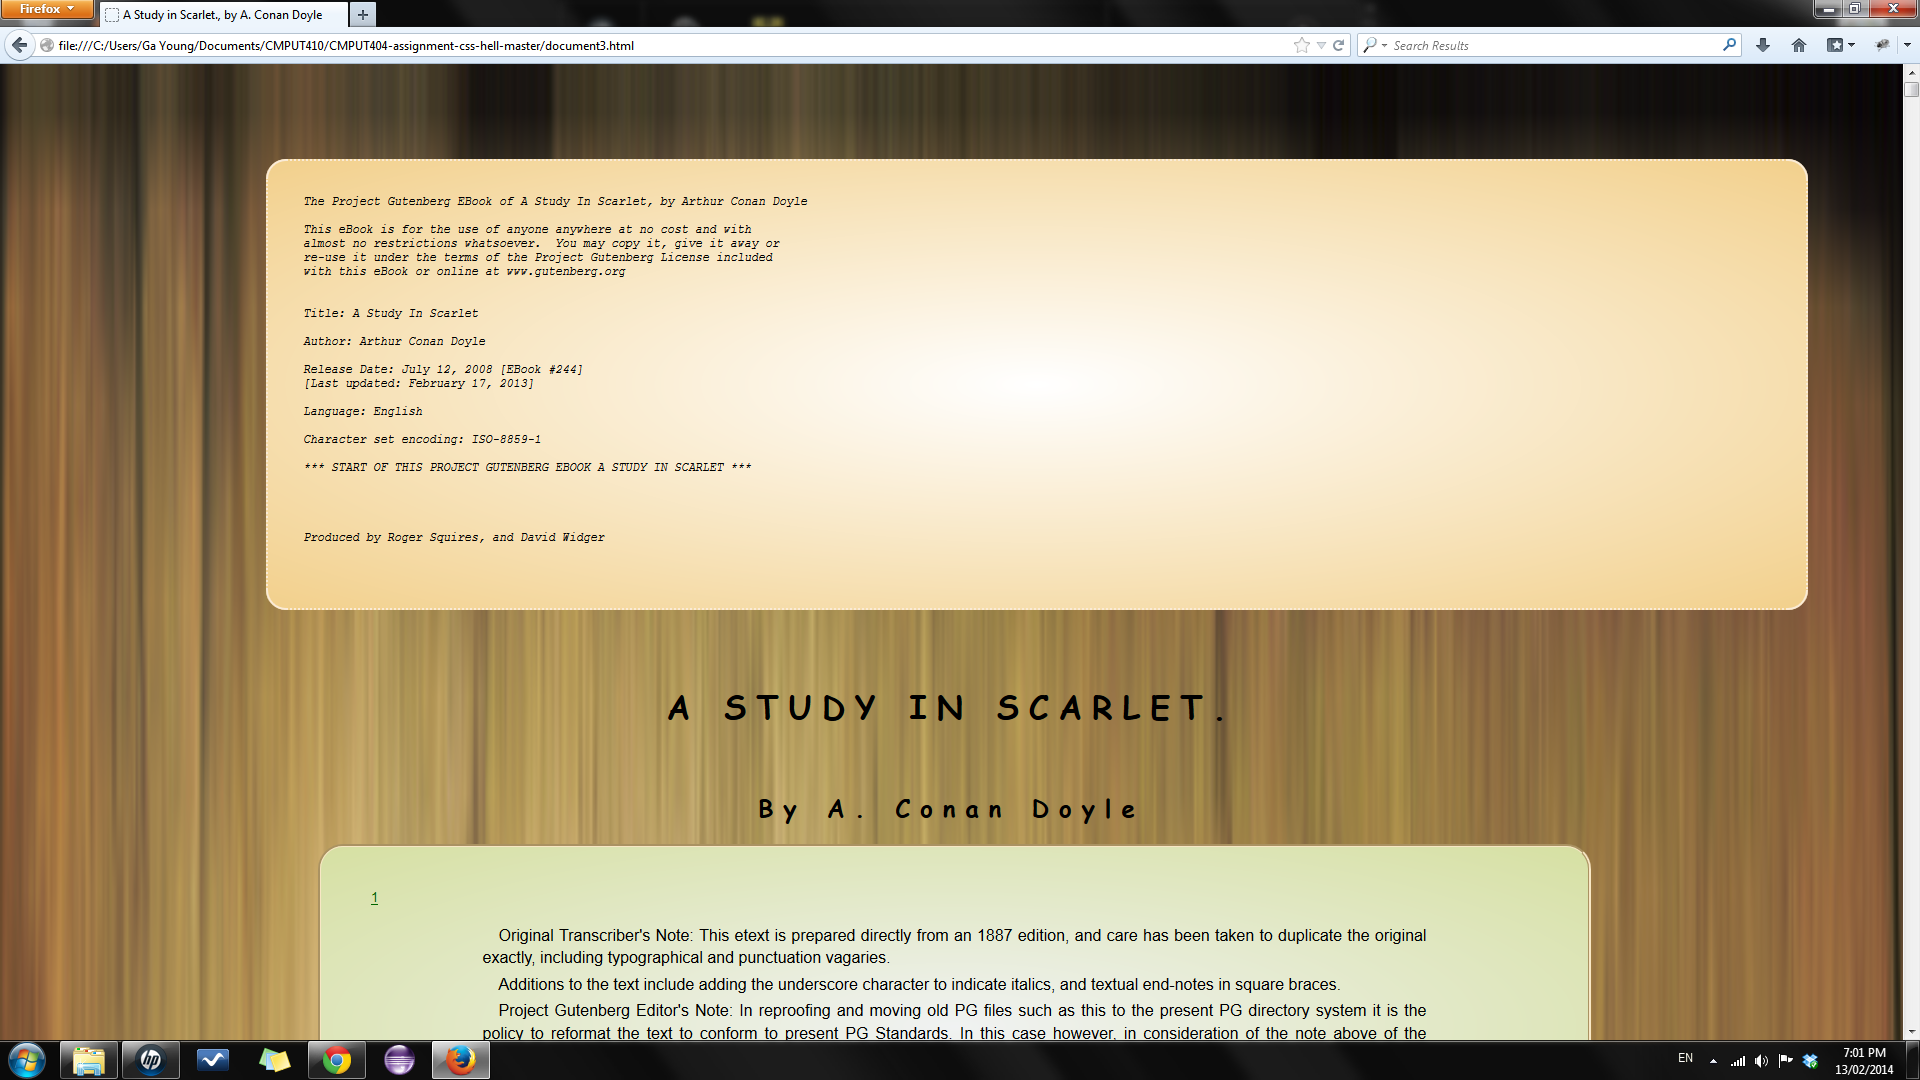 Firefox
A Study in Scarlet., by A. Conan Doyle
file:///C:/Users/Ga Young/Documents/CMPUT410/CMPUT404-assignment-css-hell-master/document3.html
Search Results
The Project Gutenberg EBook of A Study In Scarlet, by Arthur Conan Doyle
This eBook is for the use of anyone anywhere at no cost and with
almost no restrictions whatsoever.  You may copy it, give it away or
re-use it under the terms of the Project Gutenberg License included
with this eBook or online at www.gutenberg.org
Title: A Study In Scarlet
Author: Arthur Conan Doyle
Release Date: July 12, 2008 [EBook #244]
[Last updated: February 17, 2013]
Language: English
Character set encoding: ISO-8859-1
*** START OF THIS PROJECT GUTENBERG EBOOK A STUDY IN SCARLET ***
Produced by Roger Squires, and David Widger
A STUDY IN SCARLET.
By A. Conan Doyle
1
Original Transcriber's Note: This etext is prepared directly from an 1887 edition, and care has been taken to duplicate the original
exactly, including typographical and punctuation vagaries.
Additions to the text include adding the underscore character to indicate italics, and textual end-notes in square braces.
Project Gutenberg Editor's Note: In reproofing and moving old PG files such as this to the present PG directory system it is the
policy to reformat the text to conform to present PG Standards. In this case however, in consideration of the note above of the
hp
EN
7:01 PM
13/02/2014